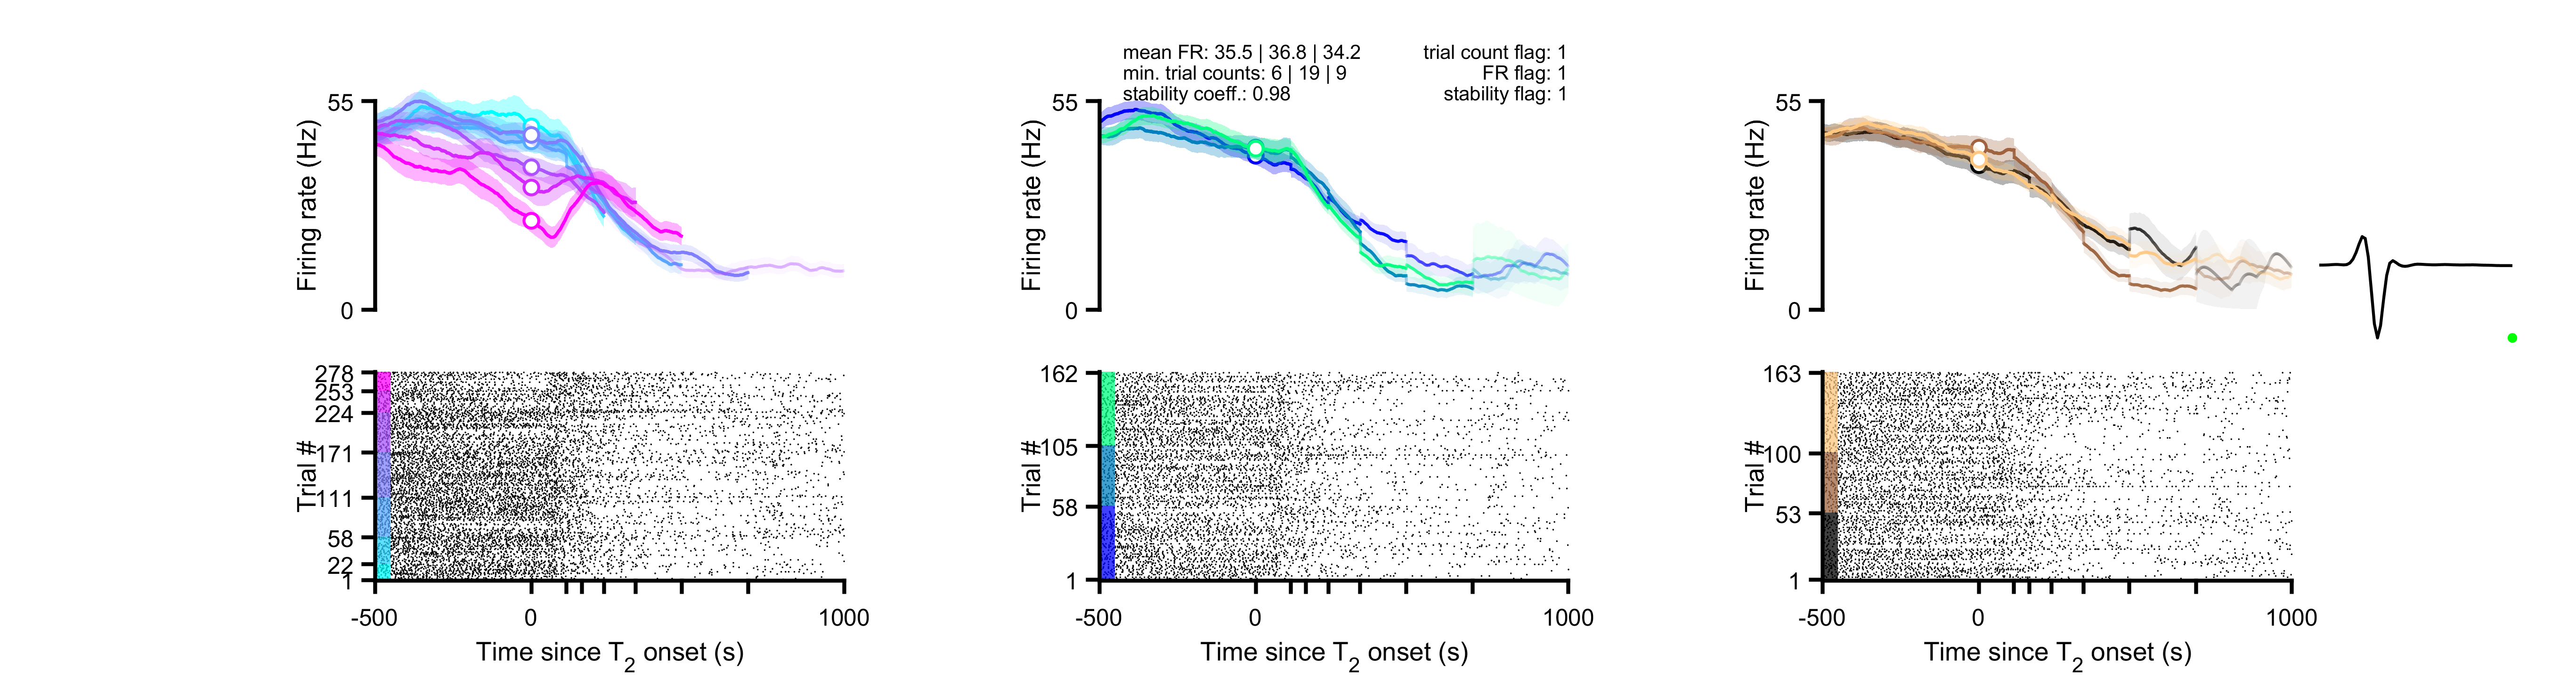 mean FR: 35.5 | 36.8 | 34.2
min. trial counts: 6 | 19 | 9
stability coeff.: 0.98
trial count flag: 1
FR flag: 1
stability flag: 1
55
Firing rate (Hz)
0
55
Firing rate (Hz)
0
55
Firing rate (Hz)
0
278
253
224
171
111
58
22
1
Trial #
-500
0
1000
Time since T2 onset (s)
162
105
58
1
Trial #
-500
0
1000
Time since T2 onset (s)
163
100
53
1
Trial #
-500
0
1000
Time since T2 onset (s)